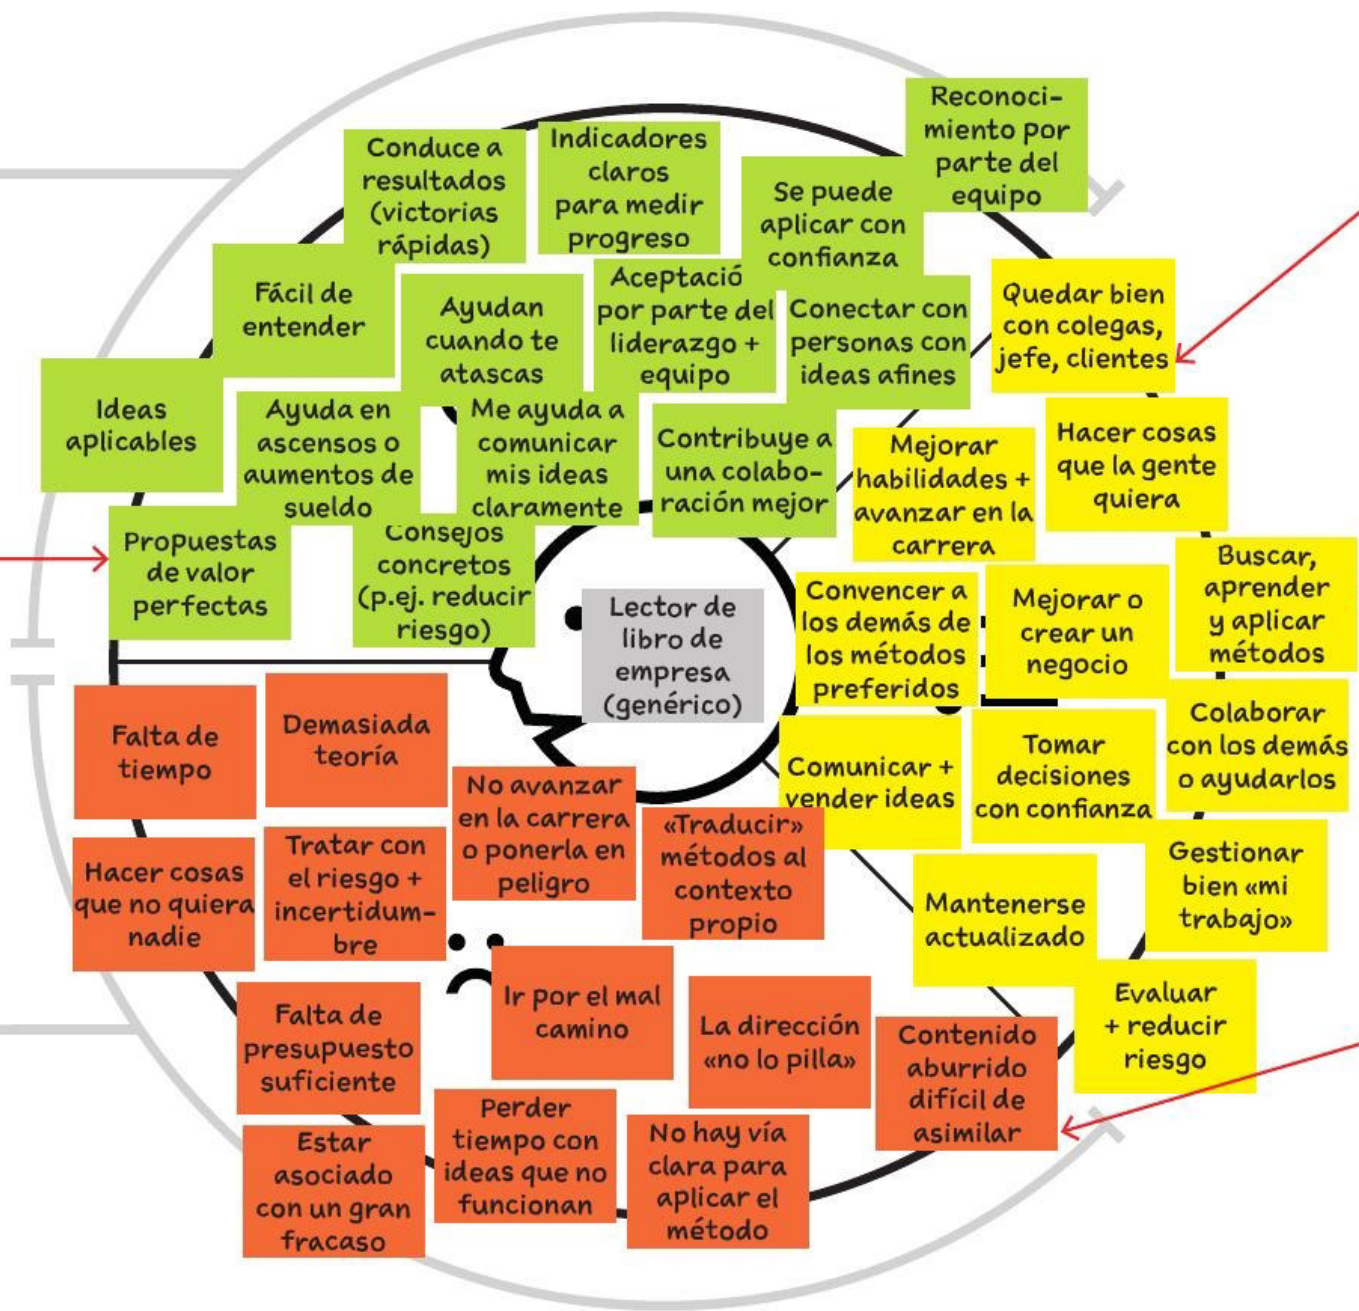 Reconoci-
miento por
parte del
equipo
Conduce a
resultados
(victorias
rápidas)
Indicadores
claros
para medir
progreso
Se puede
aplicar con
confianza
Fácil de
entender
Ayudan
cuando te
atascas
Aceptació
por parte del
liderazgo +
equipo
Conectar con
personas con
ideas afines
Ideas
aplicables
Ayuda en
ascensos o
aumentos de
sueldo
Me ayuda a
comunicar
mis ideas
claramente
Contribuye a
una colabo-
ración mejor
Propuestas
de valor
perfectas
Consejos
concretos
(p.ej. reducir
riesgo)
Lector de
libro de
empresa
(genérico)
Quedar bien
con colegas,
jefe, clientes
Mejorar
habilidades +
avanzar en la
carrera
Hacer cosas
que la gente
quiera
Convencer a
los demás de
los métodos
preferidos
Mejorar o
crear un
negocio
Buscar,
aprender
y aplicar
métodos
Comunicar +
vender ideas
Tomar
decisiones
con confianza
Colaborar
con los demás
o ayudarlos
Mantenerse
actualizado
Gestionar
bien «mi
trabajo»
Evaluar
+ reducir
riesgo
Falta de
tiempo
Demasiada
teoría
No avanzar
en la carrera
o ponerla en
peligro
«Traducir»
métodos al
contexto
propio
Hacer cosas
que no quiera
nadie
Tratar con
el riesgo +
incertidum-
bre
Falta de
presupuesto
suficiente
Ir por el mal
camino
La dirección
«no lo pilla»
Contenido
aburrido
difícil de
asimilar
Estar
asociado
con un gran
fracaso
Perder
tiempo con
ideas que no
funcionan
No hay vía
clara para
aplicar el
método